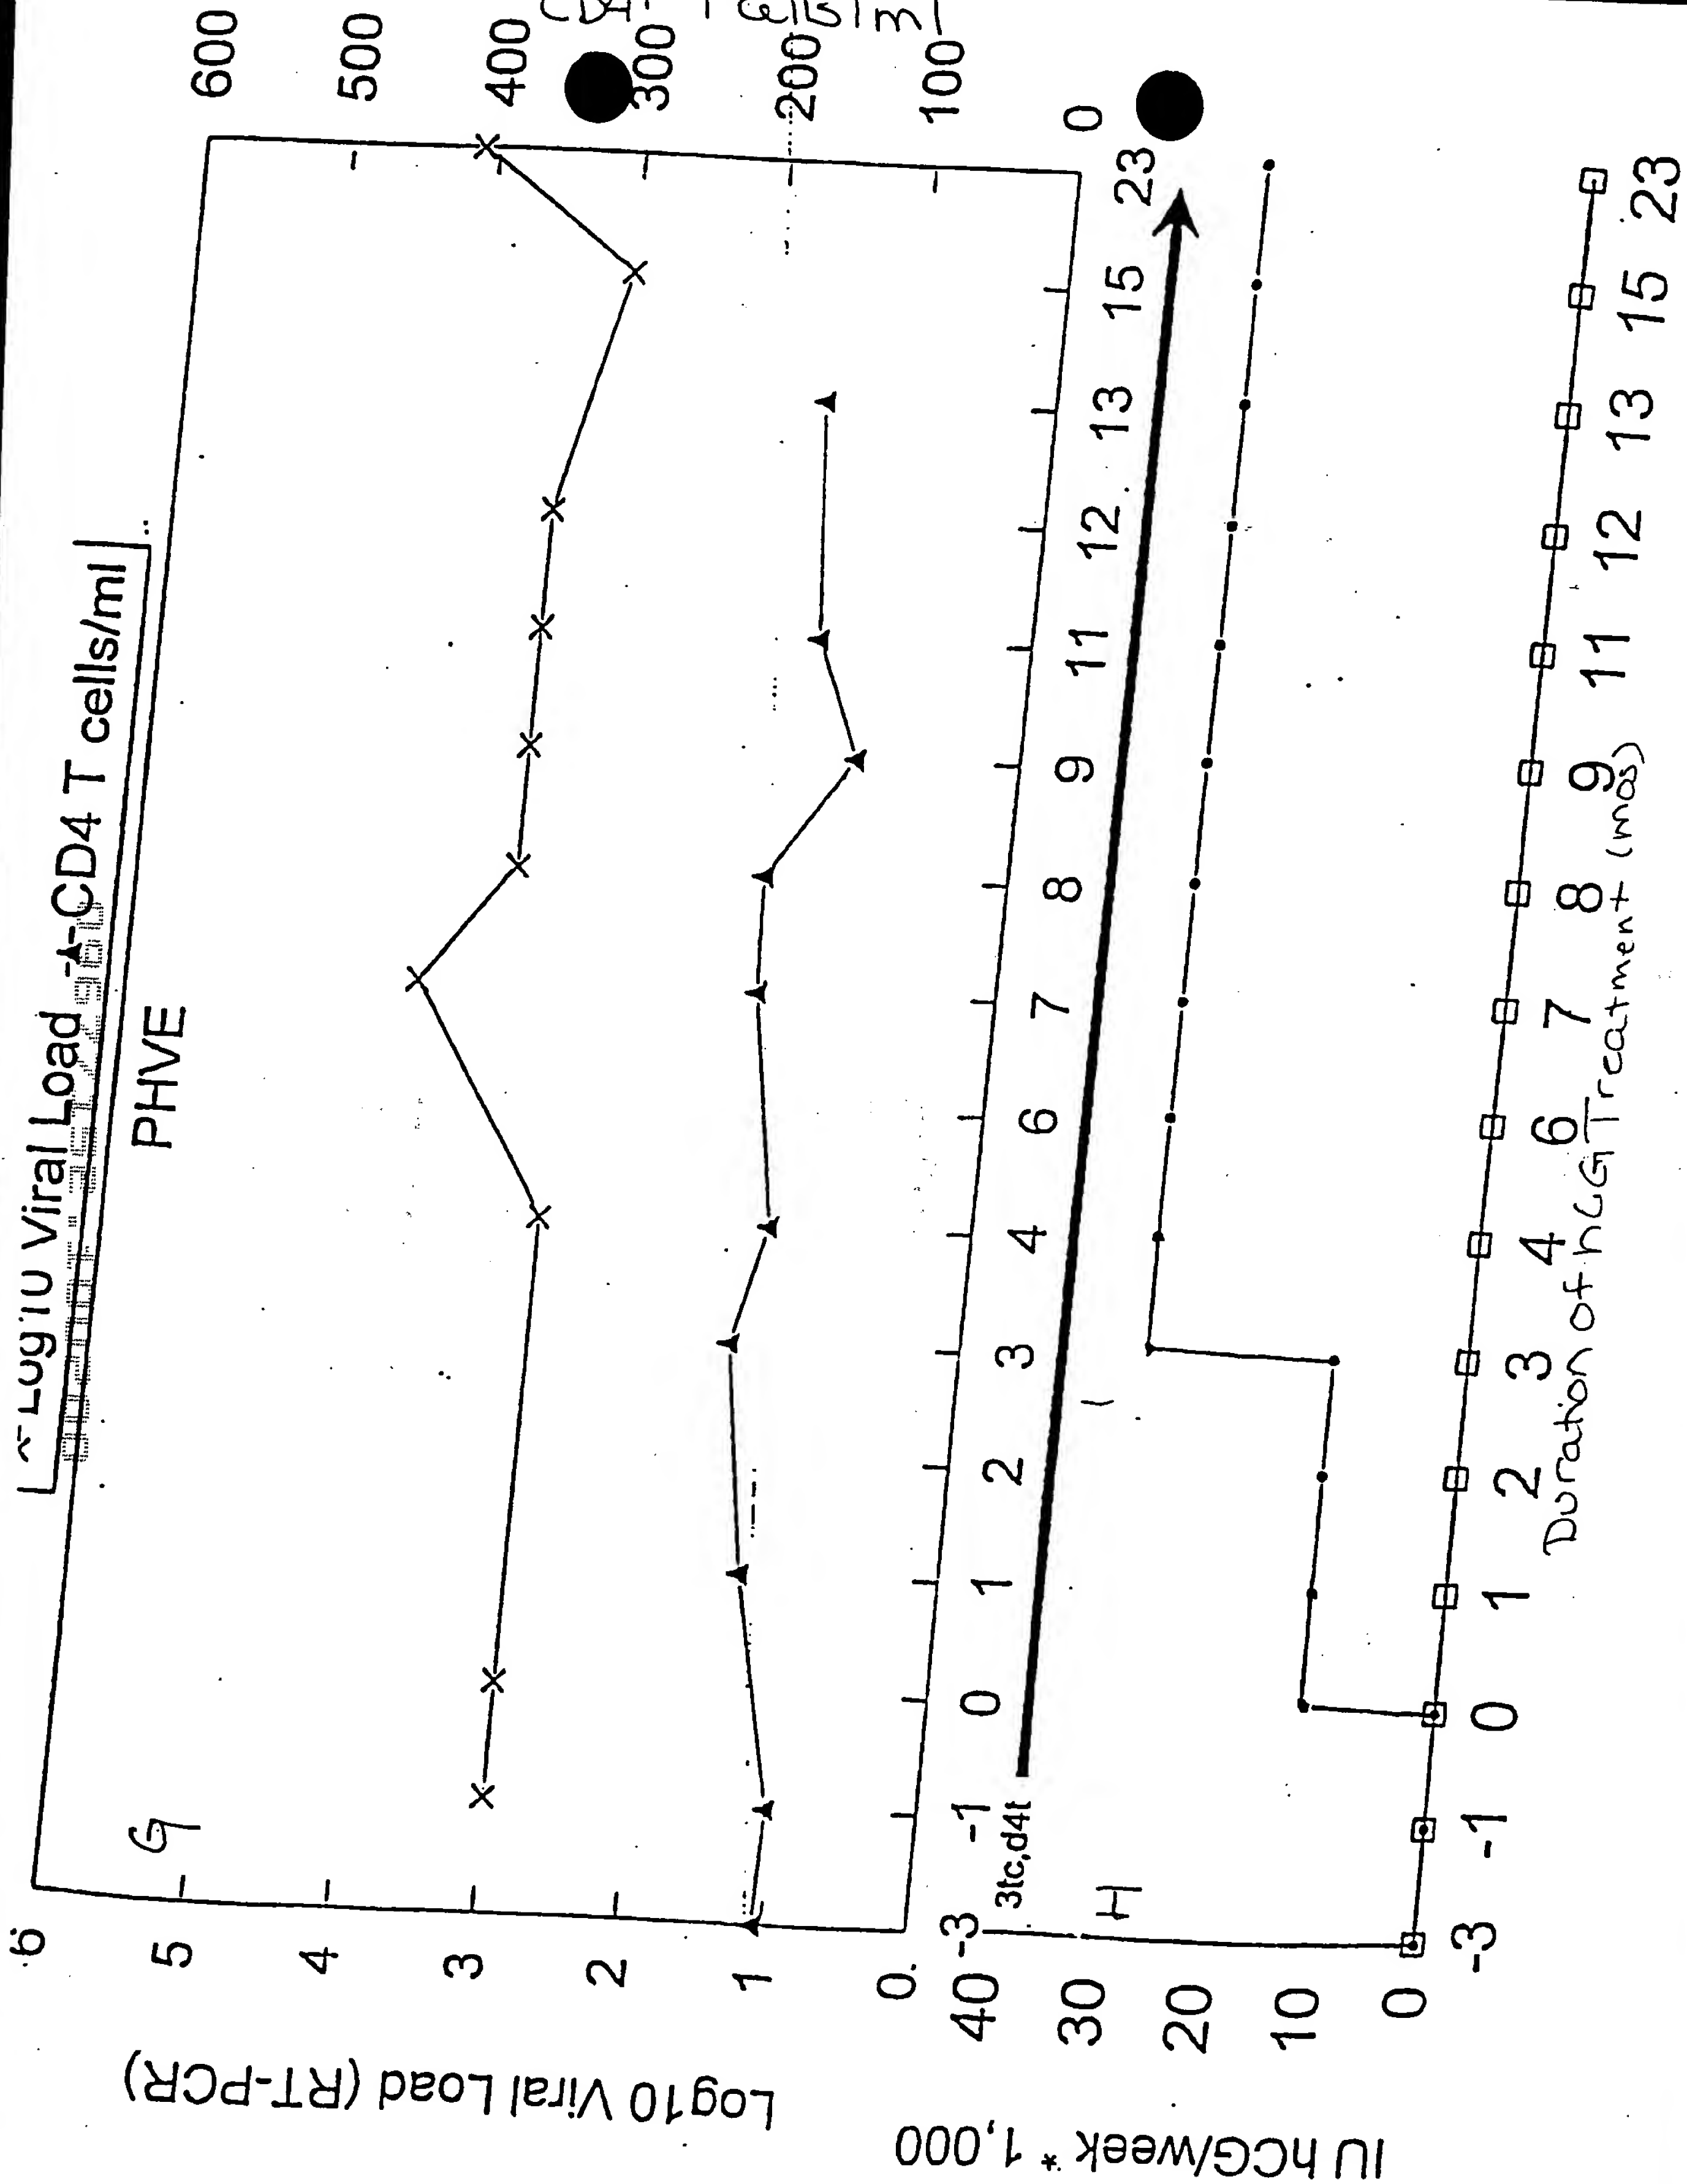 Log10 Viral Load CD4 T cells/ml
PHVE
G
Log10 Viral Load (RT-PCR)
6
5
4
3
2
1
0
600
500
400
300
200
100
0
-3 -1 0 1 2 3 4 6 7 8 9 11 12 13 15 23
3tc,d4t
H
IU hCG/week * 1,000
40
30
20
10
0
-3 -1 0 1 2 3 4 6 7 8 9 11 12 13 15 23
Duration of hCG Treatment (mos)